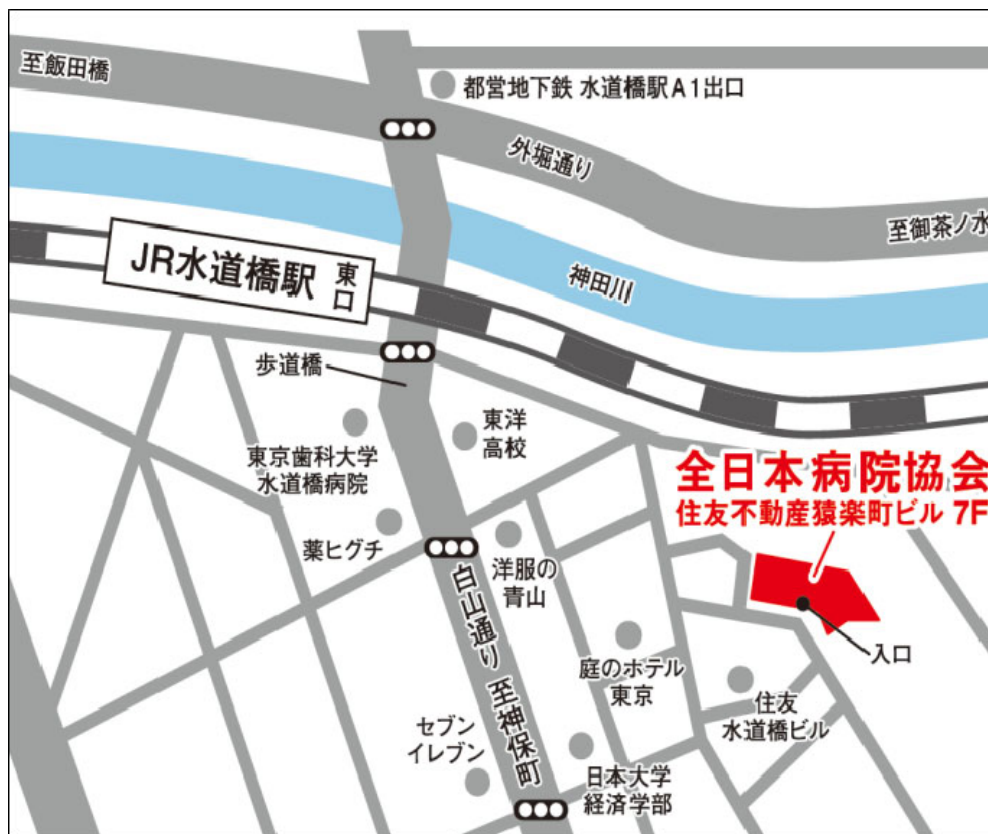 至飯田橋
都営地下鉄 水道橋駅A1出口
外堀通り
至御茶ノ水
神田川
JR水道橋駅
東口
歩道橋
東洋
高校
東京歯科大学
水道橋病院
全日本病院協会
住友不動産猿楽町ビル 7F
薬ヒグチ
洋服の
青山
白山通り 至神保町
入口
庭のホテル
東京
住友
水道橋ビル
セブン
イレブン
日本大学
経済学部